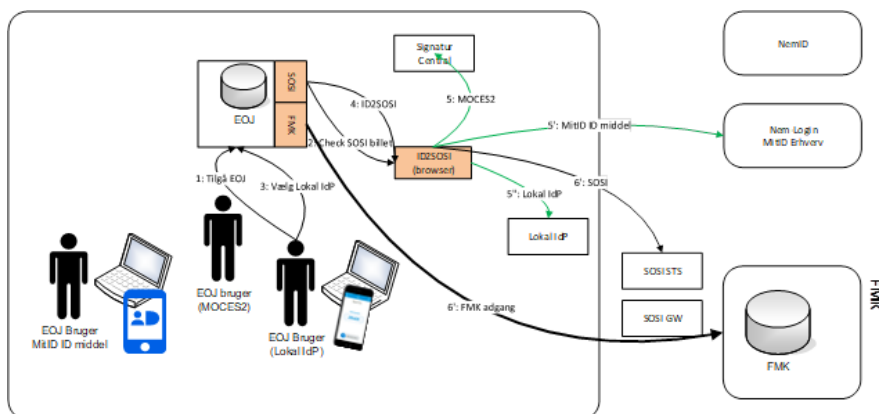 Signatur
Central
NemID
SOSI
FMK
EOJ
4: ID2SOSI
5: MOCES2
5': MitID ID middel
Nem-Login
MitID Erhverv
2: Check SOSI billet
ID2SOSI
(browser)
1: Tilgå EOJ
3: Vælg Lokal IdP
6': SOSI
5'': Lokal IdP
Lokal IdP
SOSI STS
EOJ bruger
(MOCES2)
6': FMK adgang
SOSI GW
FMK
EOJ Bruger
MitID ID middel
EOJ Bruger
(Lokal IdP)
FMK